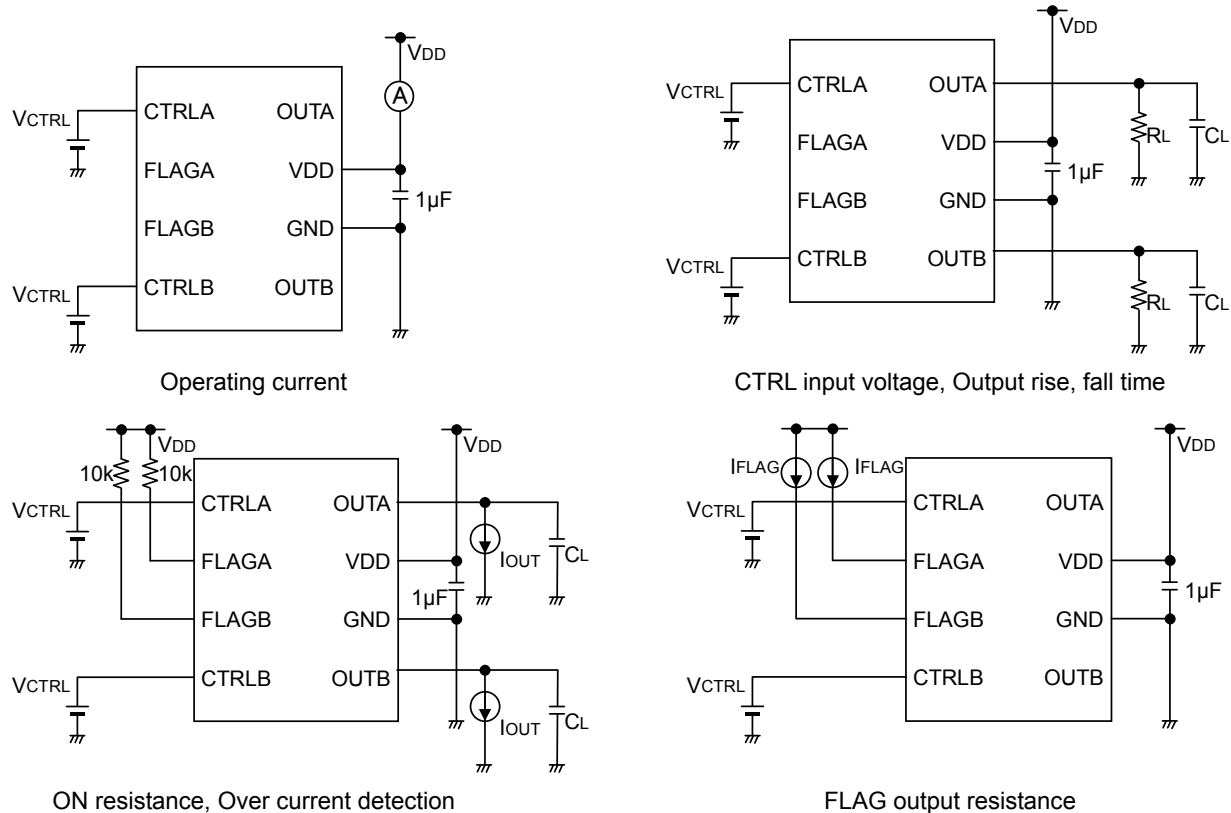 VDD
A
VCTRL
CTRLA OUTA
FLAGA VDD
1µF
FLAGB GND
VCTRL
CTRLB OUTB
Operating current
VDD
VCTRL
CTRLA OUTA
RL CL
FLAGA VDD
1µF
FLAGB GND
VCTRL
CTRLB OUTB
RL CL
CTRL input voltage, Output rise, fall time
VDD VDD
10k 10k
VCTRL
CTRLA OUTA
IOUT CL
FLAGA VDD
1µF
FLAGB GND
VCTRL
CTRLB OUTB
IOUT CL
ON resistance, Over current detection
VDD
IFLAG IFLAG
VCTRL
CTRLA OUTA
FLAGA VDD
1µF
FLAGB GND
VCTRL
CTRLB OUTB
FLAG output resistance